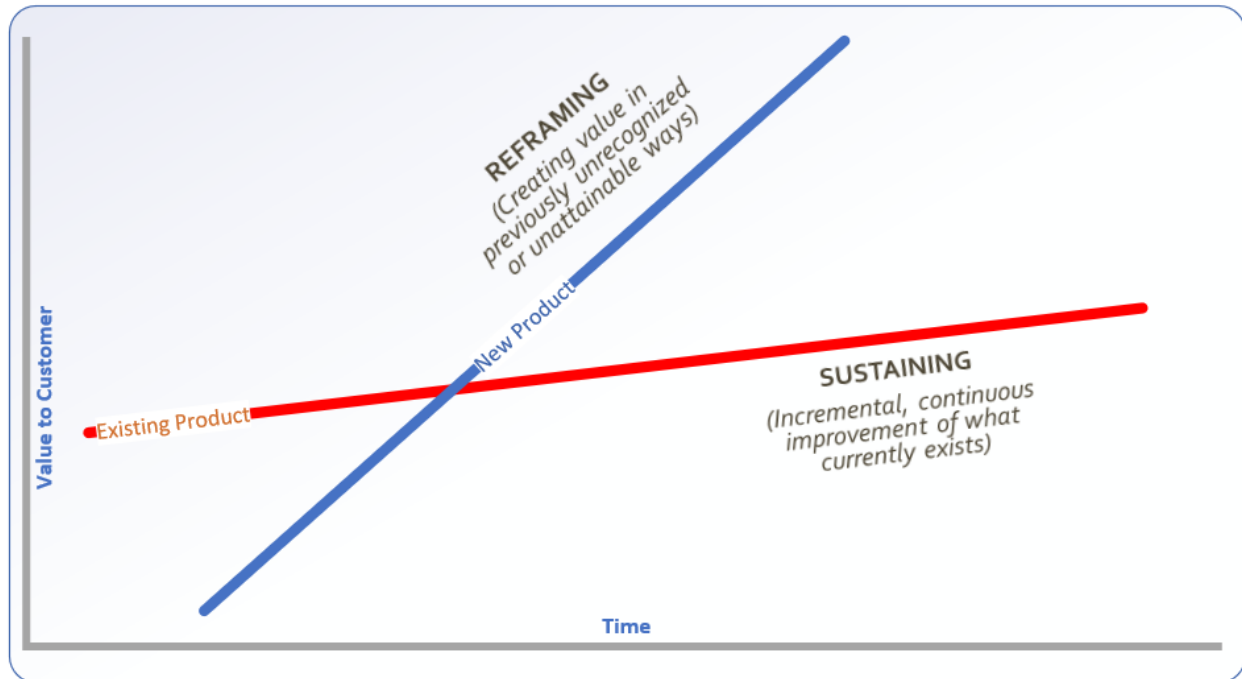 REFRAMING
(Creating value in
previously unrecognized
or unattainable ways)
New Product
Existing Product
SUSTAINING
(Incremental, continuous
improvement of what
currently exists)
Value to Customer
Time